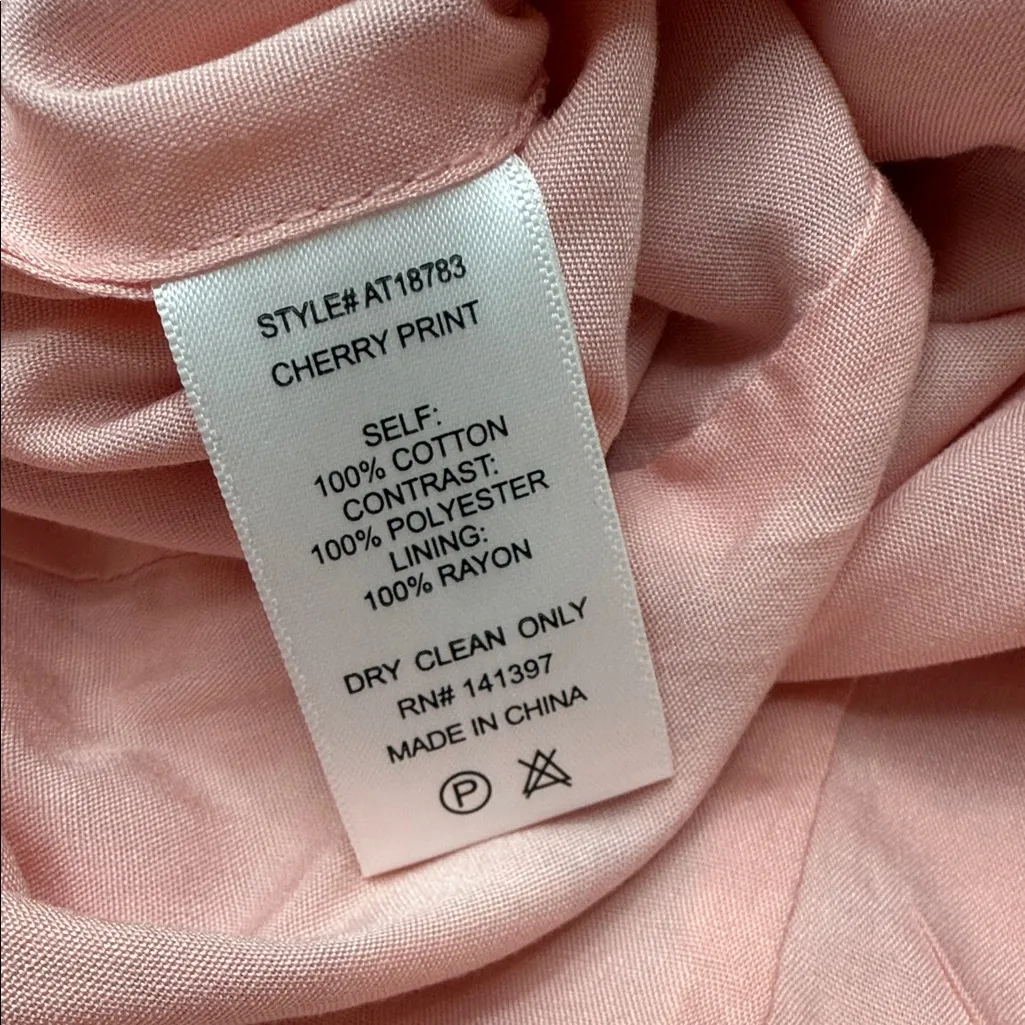 STYLE# AT18783
CHERRY PRINT
SELF:
100% COTTON
CONTRAST:
100% POLYESTER
LINING:
100% RAYON
DRY CLEAN ONLY
RN# 141397
MADE IN CHINA
P